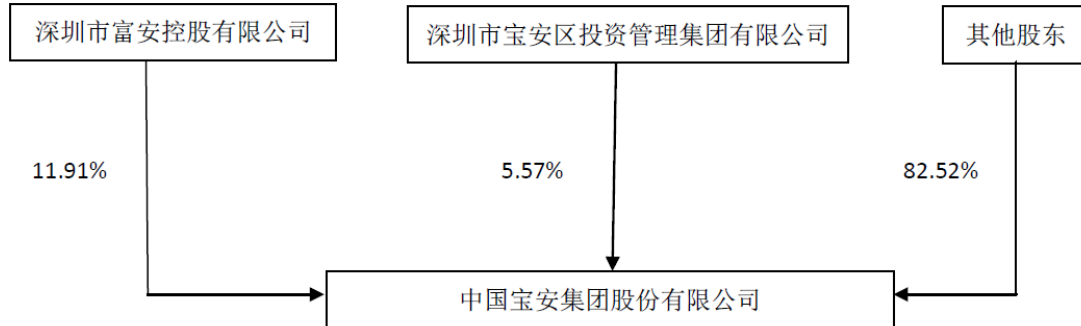 深圳市富安控股有限公司
深圳市宝安区投资管理集团有限公司
其他股东
11.91%
5.57%
82.52%
中国宝安集团股份有限公司